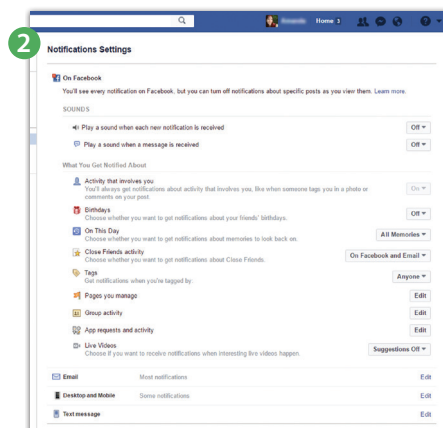 Home 3
2
Notifications Settings
On Facebook
You'll see every notification on Facebook, but you can turn off notifications about specific posts as you view them. Learn more.
SOUNDS
Play a sound when each new notification is received Off
Play a sound when a message is received Off
What You Get Notified About
Activity that involves you
You'll always get notifications about activity that involves you, like when someone tags you in a photo or On
comments on your post.
Birthdays Off
Choose whether you want to get notifications about your friends' birthdays.
On This Day All Memories
Choose whether you want to get notifications about memories to look back on.
Close Friends activity On Facebook and Email
Choose whether you want to get notifications about Close Friends.
Tags Anyone
Get notifications when you're tagged by:
Pages you manage Edit
Group activity Edit
App requests and activity Edit
Live Videos Suggestions Off
Choose if you want to receive notifications when interesting live videos happen.
Email Most notifications Edit
Desktop and Mobile Some notifications Edit
Text message Edit